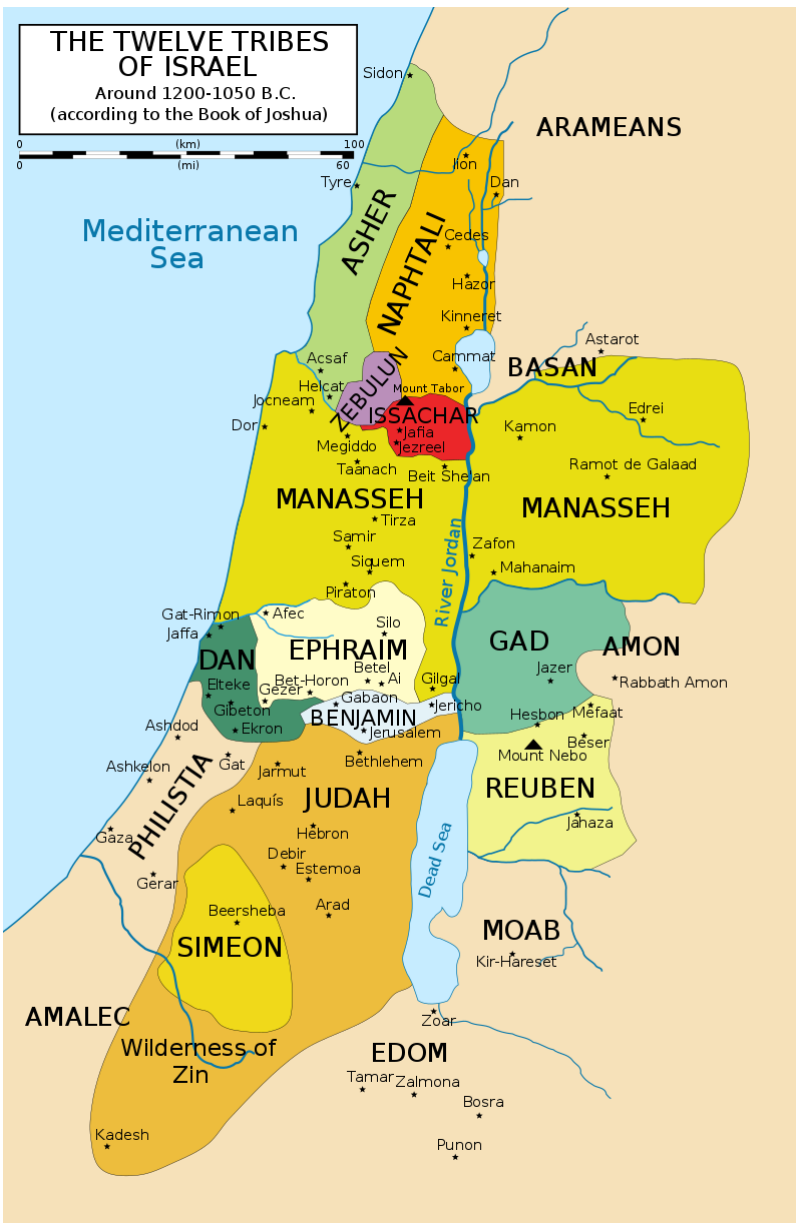 THE TWELVE TRIBES
OF ISRAEL
Around 1200-1050 B.C.
(according to the Book of Joshua)
0 (km) 100
0 (mi) 60
Sidon
ARAMEANS
Ilon
Tyre
Dan
ASHER
Mediterranean
Sea
NAPHTALI
Cedes
Hazor
Kinneret
Astarot
Acsaf
Cammat
BASAN
Helcat
ZEBULUN
Mount Tabor
Jocneam
ISSACHAR
Edrei
Dor
Jafia
Kamon
Megiddo
Jezreel
Taanach
Beit She'an
Ramot de Galaad
MANASSEH
MANASSEH
Tirza
Samir
River Jordan
Zafon
Siquem
Mahanaim
Piraton
Gat-Rimon
Afec
Jaffa
Silo
DAN
EPHRAIM
GAD
AMON
Betel
Jazer
Elteke
Bet-Horon
Ai
Gilgal
Rabbath Amon
Gezer
Gabaon
Gibeton
Jericho
BENJAMIN
Hesbon
Mefaat
Ashdod
Ekron
Jerusalem
Beser
Gat
Bethlehem
Mount Nebo
Ashkelon
Jarmut
PHILISTIA
JUDAH
REUBEN
Laquís
Gaza
Hebron
Jahaza
Debir
Dead Sea
Estemoa
Gerar
Arad
Beersheba
MOAB
SIMEON
Kir-Hareset
AMALEC
Zoar
Wilderness of
Zin
EDOM
Tamar
Zalmona
Bosra
Kadesh
Punon